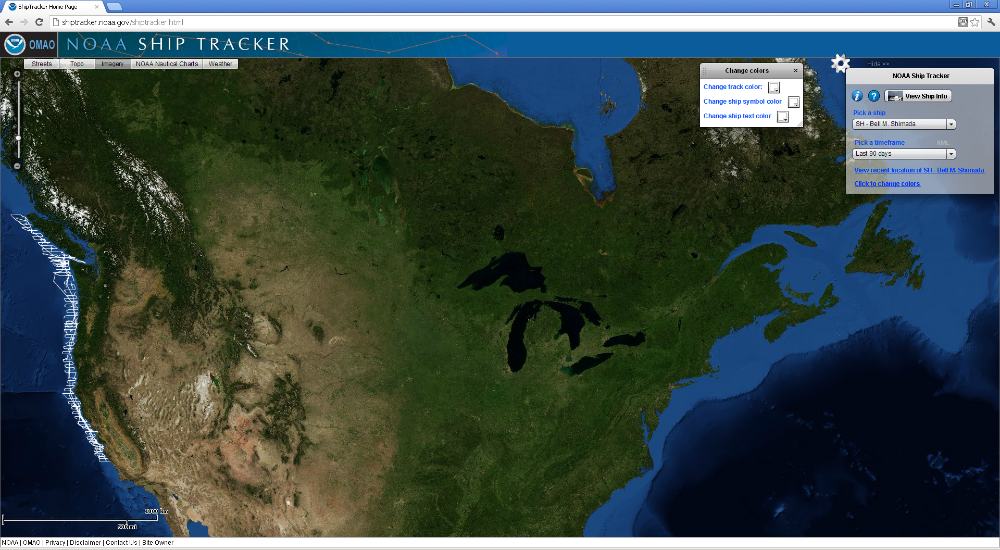 ShipTracker Home Page
shiptracker.noaa.gov/shiptracker.html
NOAA OMAO NOAA SHIP TRACKER
Streets Topo Imagery NOAA Nautical Charts Weather
Hide >>
Change colors
Change track color:
Change ship symbol color
Change ship text color
NOAA Ship Tracker
View Ship Info
Pick a ship
SH - Bell M. Shimada
Pick a timeframe KML
Last 90 days
View recent location of SH - Bell M. Shimada
Click to change colors
1000 km
500 mi
NOAA | OMAO | Privacy | Disclaimer | Contact Us | Site Owner